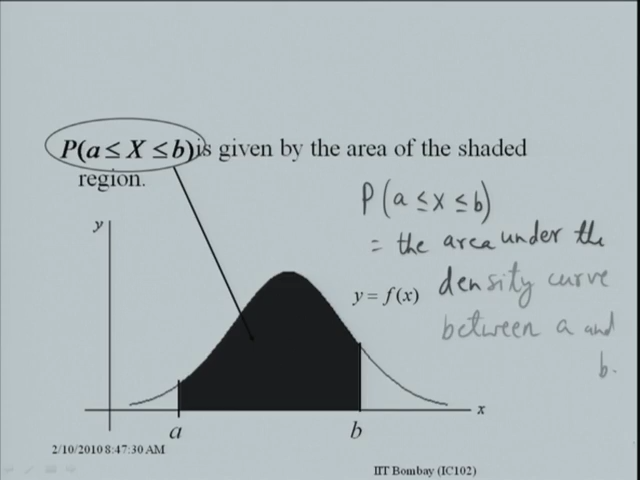 P(a ≤ X ≤ b) is given by the area of the shaded
region.
P(a ≤ x ≤ b)
= the area under the
density curve
between a and
b.
y
y = f(x)
x
a
b
2/10/2010 8:47:30 AM
IIT Bombay (IC102)